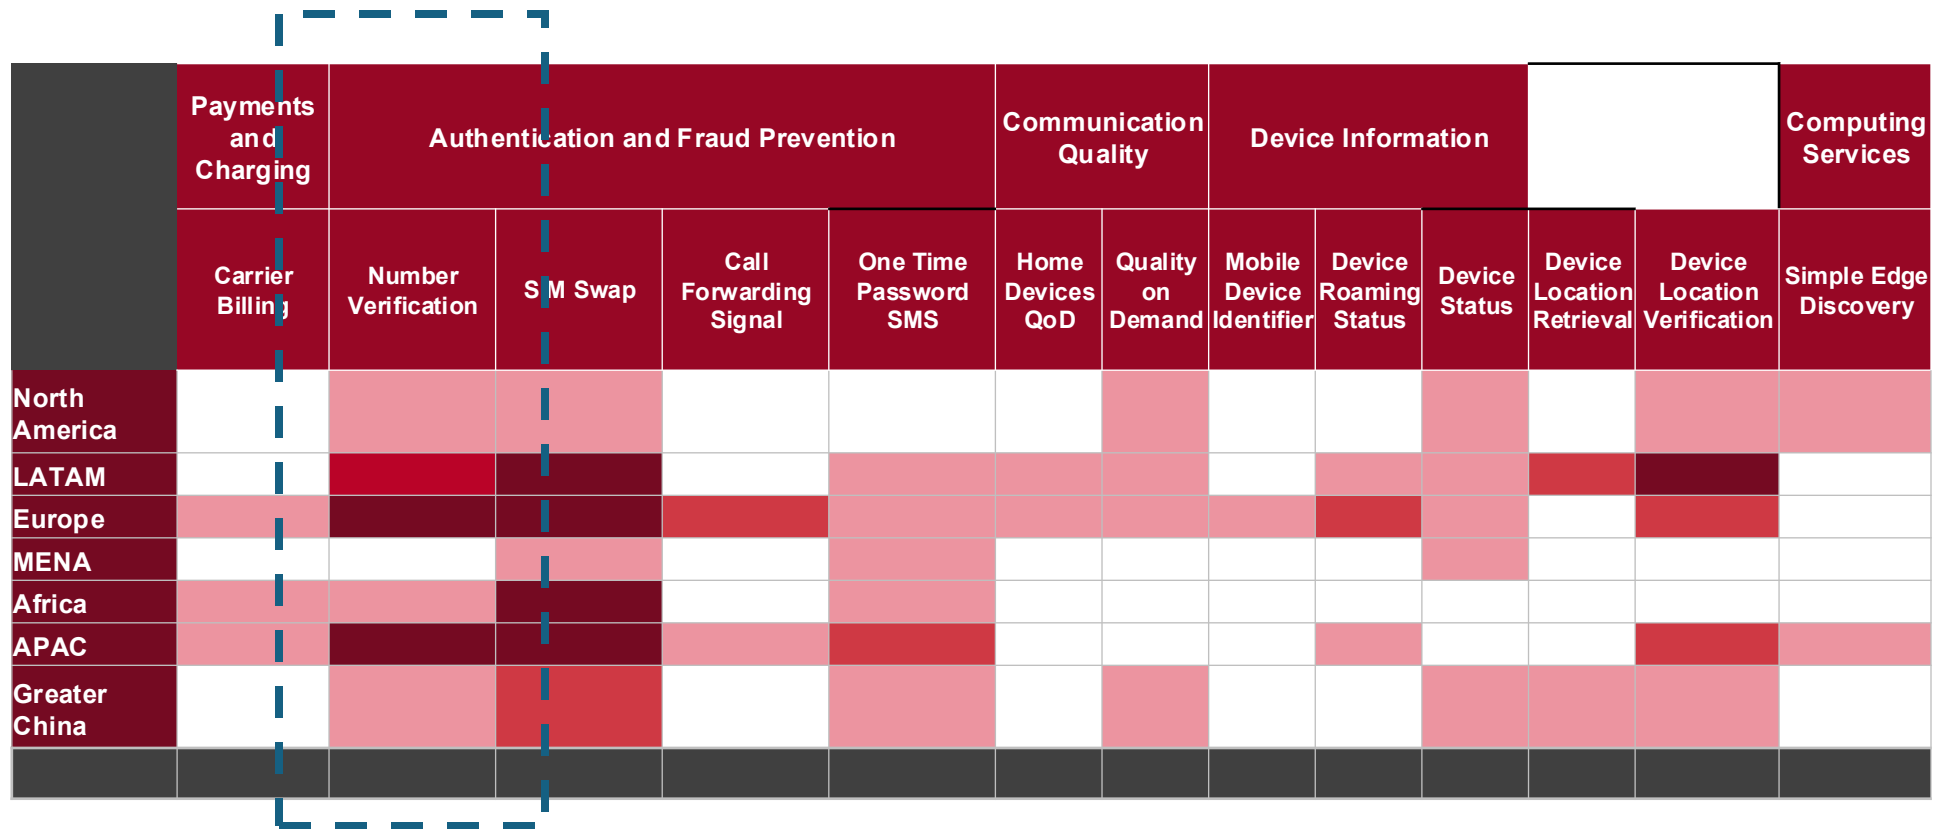 Payments
and
Charging
Authentication and Fraud Prevention
Communication
Quality
Device Information
Computing
Services
Carrier
Billing
Number
Verification
SIM Swap
Call
Forwarding
Signal
One Time
Password
SMS
Home
Devices
QoD
Quality
on
Demand
Mobile
Device
Identifier
Device
Roaming
Status
Device
Status
Device
Location
Retrieval
Device
Location
Verification
Simple Edge
Discovery
North
America
LATAM
Europe
MENA
Africa
APAC
Greater
China